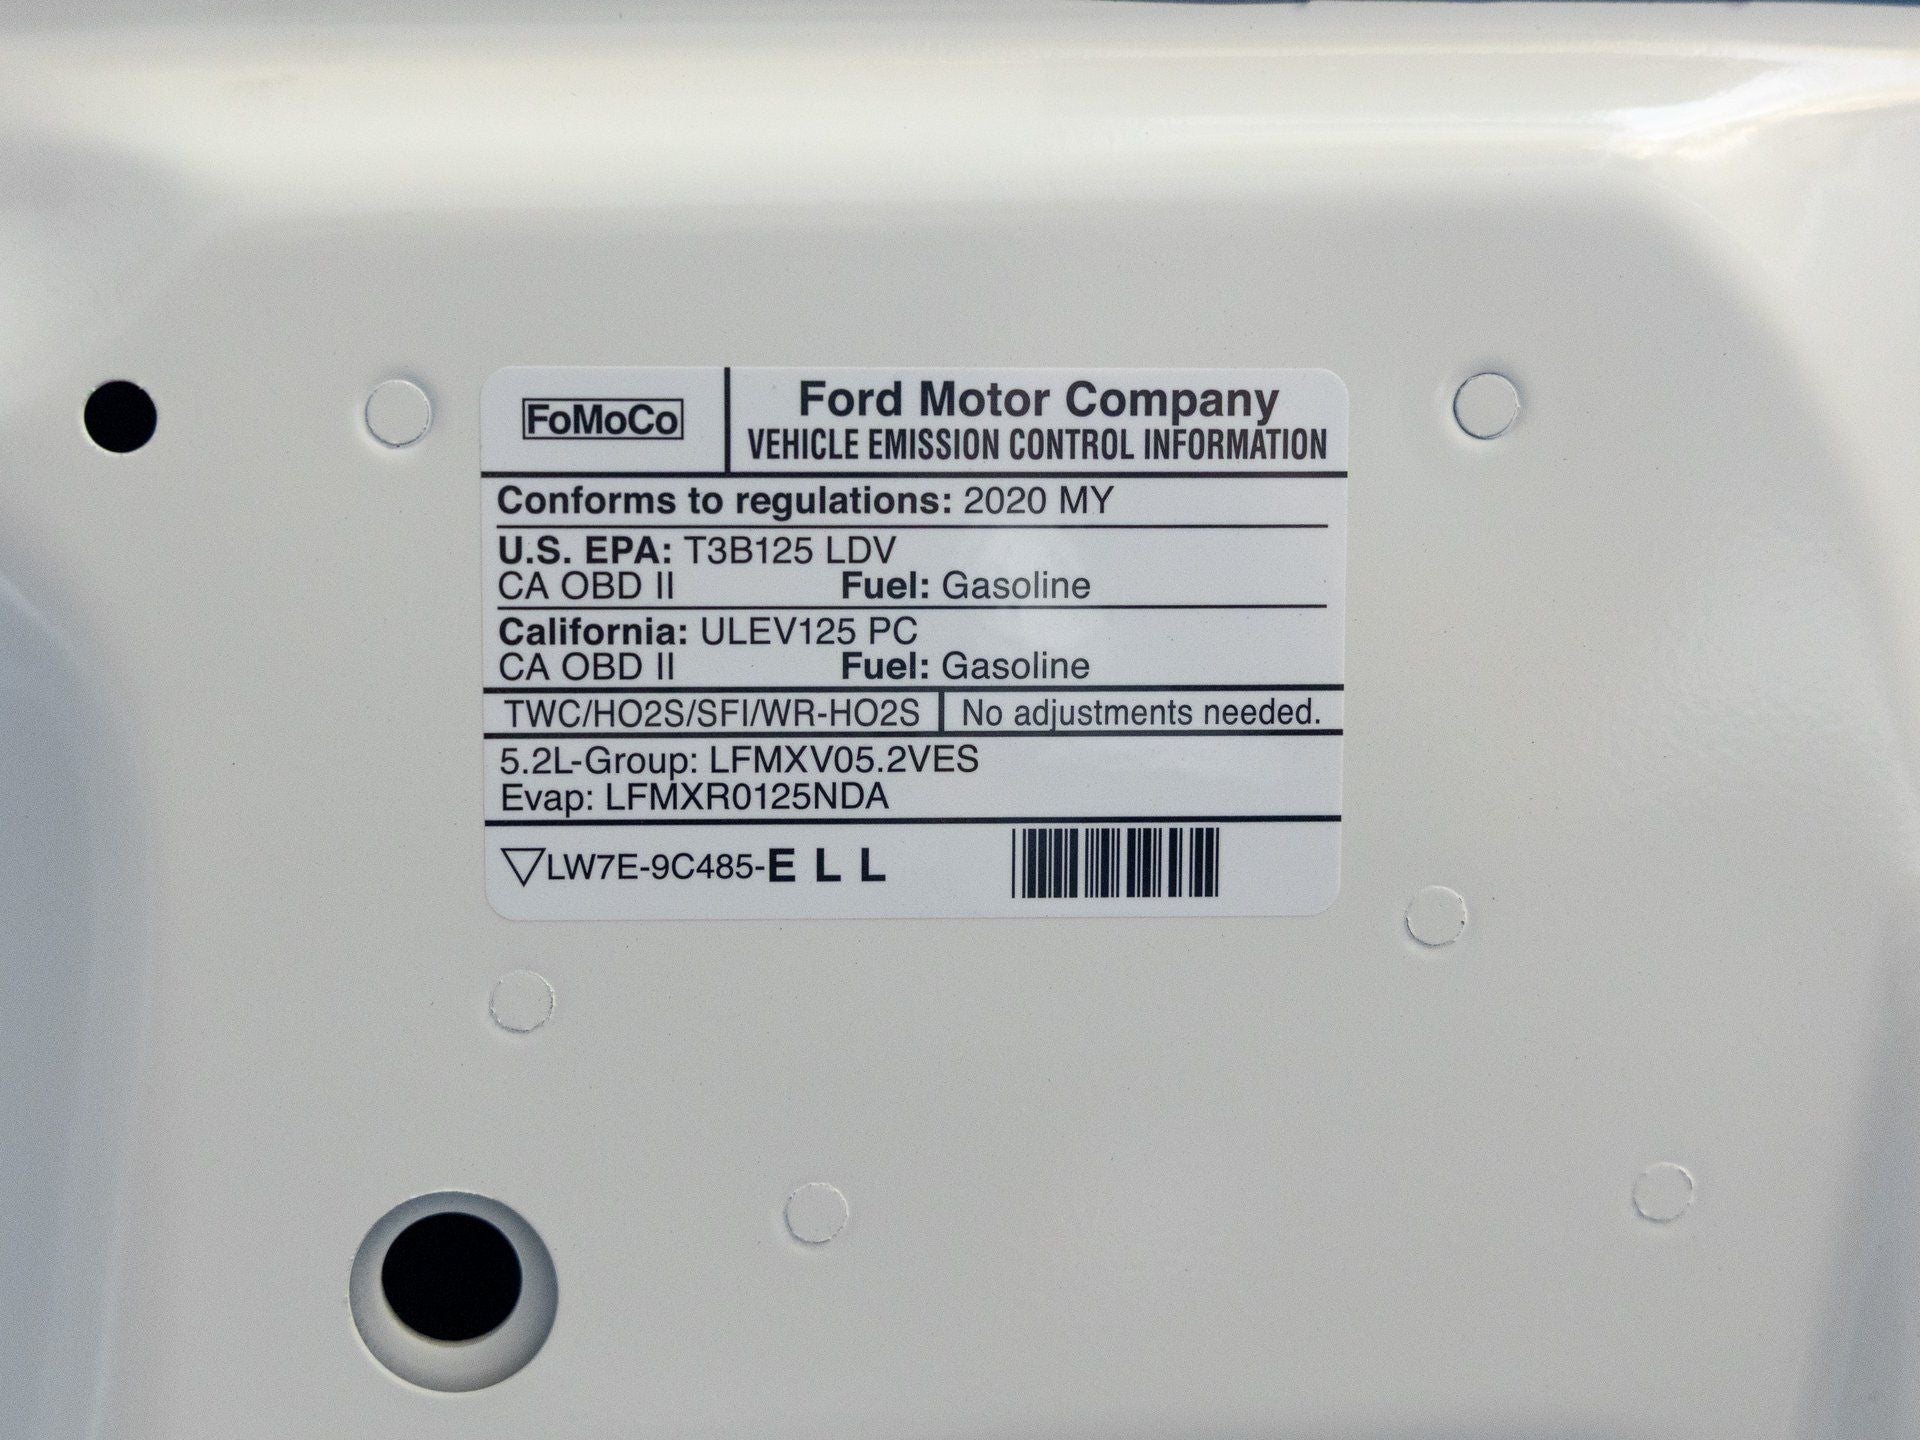 FoMoCo
Ford Motor Company
VEHICLE EMISSION CONTROL INFORMATION
Conforms to regulations: 2020 MY
U.S. EPA: T3B125 LDV
CA OBD II Fuel: Gasoline
California: ULEV125 PC
CA OBD II Fuel: Gasoline
TWC/HO2S/SFI/WR-HO2S No adjustments needed.
5.2L-Group: LFMXV05.2VES
Evap: LFMXR0125NDA
▽LW7E-9C485-E L L